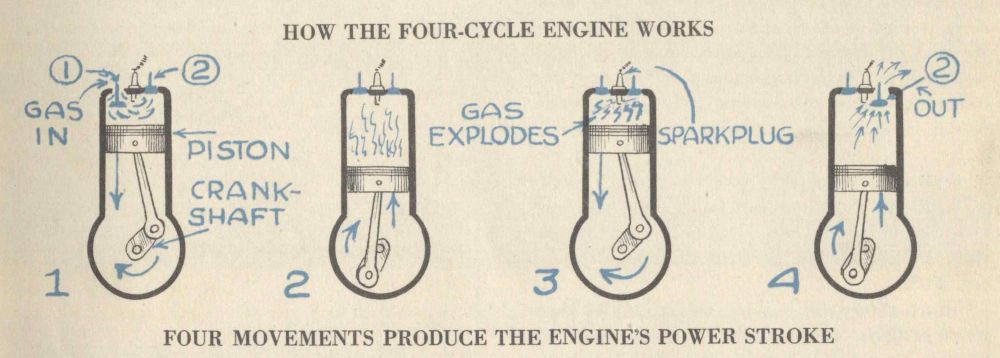 HOW THE FOUR-CYCLE ENGINE WORKS
1
2
GAS
IN
PISTON
CRANK-
SHAFT
1
2
GAS
EXPLODES
SPARKPLUG
3
2
OUT
4
FOUR MOVEMENTS PRODUCE THE ENGINE'S POWER STROKE